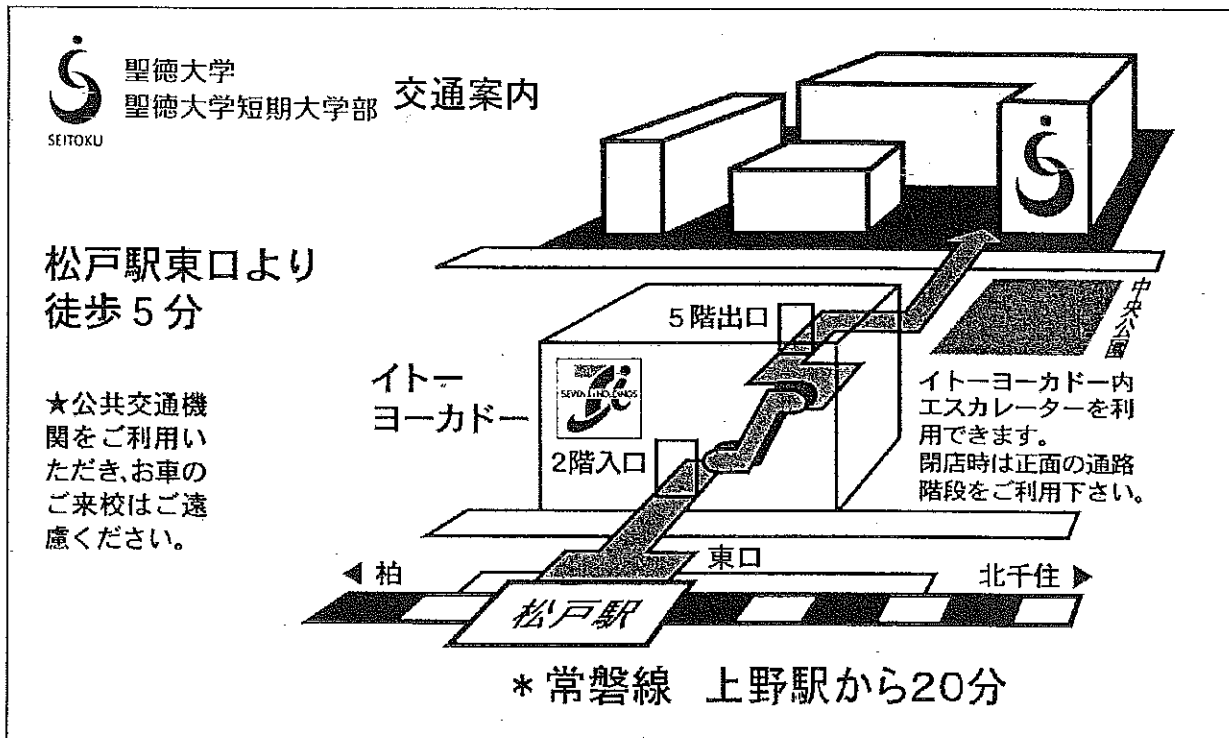 聖徳大学
聖徳大学短期大学部
交通案内
SEITOKU
松戸駅東口より
徒歩5分
★公共交通機
関をご利用い
ただき、お車の
ご来校はご遠
慮ください。
イトー
ヨーカドー
SEVEN & i HOLDINGS
5階出口
2階入口
中央公園
イトーヨーカドー内
エスカレーターを利
用できます。
閉店時は正面の通路
階段をご利用下さい。
◀ 柏
東口
北千住 ▶
松戸駅
*常磐線 上野駅から20分